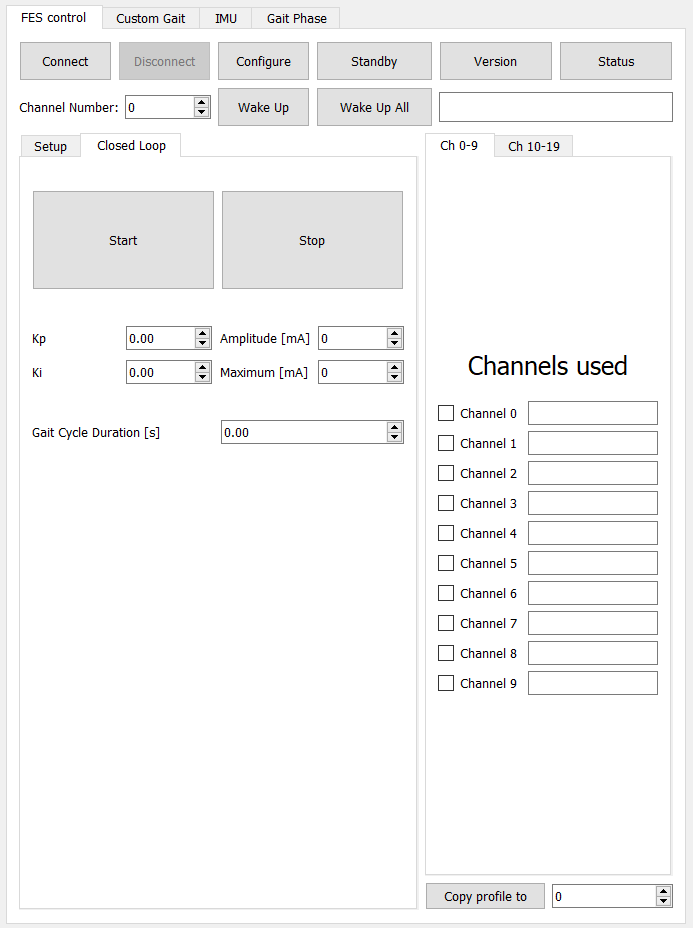 FES control Custom Gait IMU Gait Phase
Connect Disconnect Configure Standby Version Status
Channel Number: 0 Wake Up Wake Up All
Setup Closed Loop
Ch 0-9 Ch 10-19
Start Stop
Kp 0.00 Amplitude [mA] 0
Ki 0.00 Maximum [mA] 0
Gait Cycle Duration [s] 0.00
Channels used
Channel 0
Channel 1
Channel 2
Channel 3
Channel 4
Channel 5
Channel 6
Channel 7
Channel 8
Channel 9
Copy profile to 0